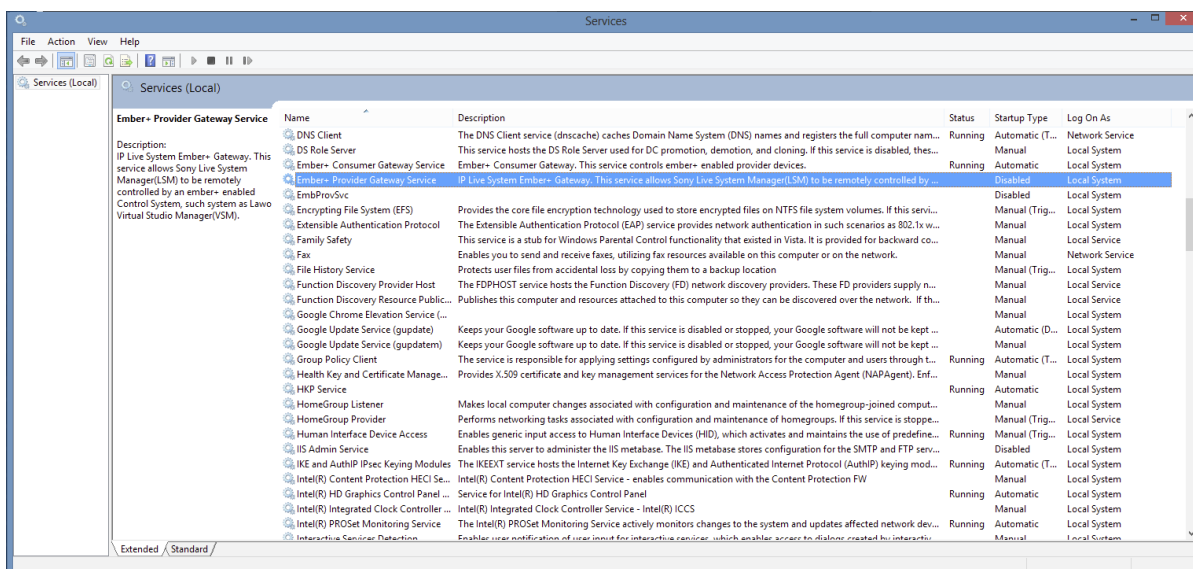 Services
File Action View Help
Services (Local)
Services (Local)
Ember+ Provider Gateway Service
Description:
IP Live System Ember+ Gateway. This
service allows Sony Live System
Manager(LSM) to be remotely
controlled by an ember+ enabled
Control System, such system as Lawo
Virtual Studio Manager(VSM).
Name Description Status Startup Type Log On As
DNS Client The DNS Client service (dnscache) caches Domain Name System (DNS) names and registers the full computer nam... Running Automatic (T... Network Service
DS Role Server This service hosts the DS Role Server used for DC promotion, demotion, and cloning. If this service is disabled, thes... Manual Local System
Ember+ Consumer Gateway Service Ember+ Consumer Gateway. This service controls ember+ enabled provider devices. Running Automatic Local System
Ember+ Provider Gateway Service IP Live System Ember+ Gateway. This service allows Sony Live System Manager(LSM) to be remotely controlled by ... Disabled Local System
EmbProvSvc Disabled Local System
Encrypting File System (EFS) Provides the core file encryption technology used to store encrypted files on NTFS file system volumes. If this servi... Manual (Trig... Local System
Extensible Authentication Protocol The Extensible Authentication Protocol (EAP) service provides network authentication in such scenarios as 802.1x w... Manual Local System
Family Safety This service is a stub for Windows Parental Control functionality that existed in Vista. It is provided for backward co... Manual Local Service
Fax Enables you to send and receive faxes, utilizing fax resources available on this computer or on the network. Manual Network Service
File History Service Protects user files from accidental loss by copying them to a backup location Manual (Trig... Local System
Function Discovery Provider Host The FDPHOST service hosts the Function Discovery (FD) network discovery providers. These FD providers supply n... Manual Local Service
Function Discovery Resource Public... Publishes this computer and resources attached to this computer so they can be discovered over the network. If th... Manual Local Service
Google Chrome Elevation Service (... Manual Local System
Google Update Service (gupdate) Keeps your Google software up to date. If this service is disabled or stopped, your Google software will not be kept ... Automatic (D... Local System
Google Update Service (gupdatem) Keeps your Google software up to date. If this service is disabled or stopped, your Google software will not be kept ... Manual Local System
Group Policy Client The service is responsible for applying settings configured by administrators for the computer and users through t... Running Automatic (T... Local System
Health Key and Certificate Manage... Provides X.509 certificate and key management services for the Network Access Protection Agent (NAPAgent). Enf... Manual Local System
HKP Service Running Automatic Local System
HomeGroup Listener Makes local computer changes associated with configuration and maintenance of the homegroup-joined comput... Manual Local System
HomeGroup Provider Performs networking tasks associated with configuration and maintenance of homegroups. If this service is stoppe... Manual (Trig... Local Service
Human Interface Device Access Enables generic input access to Human Interface Devices (HID), which activates and maintains the use of predefine... Running Manual (Trig... Local System
IIS Admin Service Enables this server to administer the IIS metabase. The IIS metabase stores configuration for the SMTP and FTP serv... Disabled Local System
IKE and AuthIP IPsec Keying Modules The IKEEXT service hosts the Internet Key Exchange (IKE) and Authenticated Internet Protocol (AuthIP) keying mod... Running Automatic (T... Local System
Intel(R) Content Protection HECI Se... Intel(R) Content Protection HECI Service - enables communication with the Content Protection FW Manual Local System
Intel(R) HD Graphics Control Panel ... Service for Intel(R) HD Graphics Control Panel Running Automatic Local System
Intel(R) Integrated Clock Controller ... Intel(R) Integrated Clock Controller Service - Intel(R) ICCS Manual Local System
Intel(R) PROSet Monitoring Service The Intel(R) PROSet Monitoring Service actively monitors changes to the system and updates affected network dev... Running Automatic Local System
Interactive Services Detection Enables user notification of user input for interactive services, which enables access to dialogs created by interactiv... Manual Local System
Extended Standard